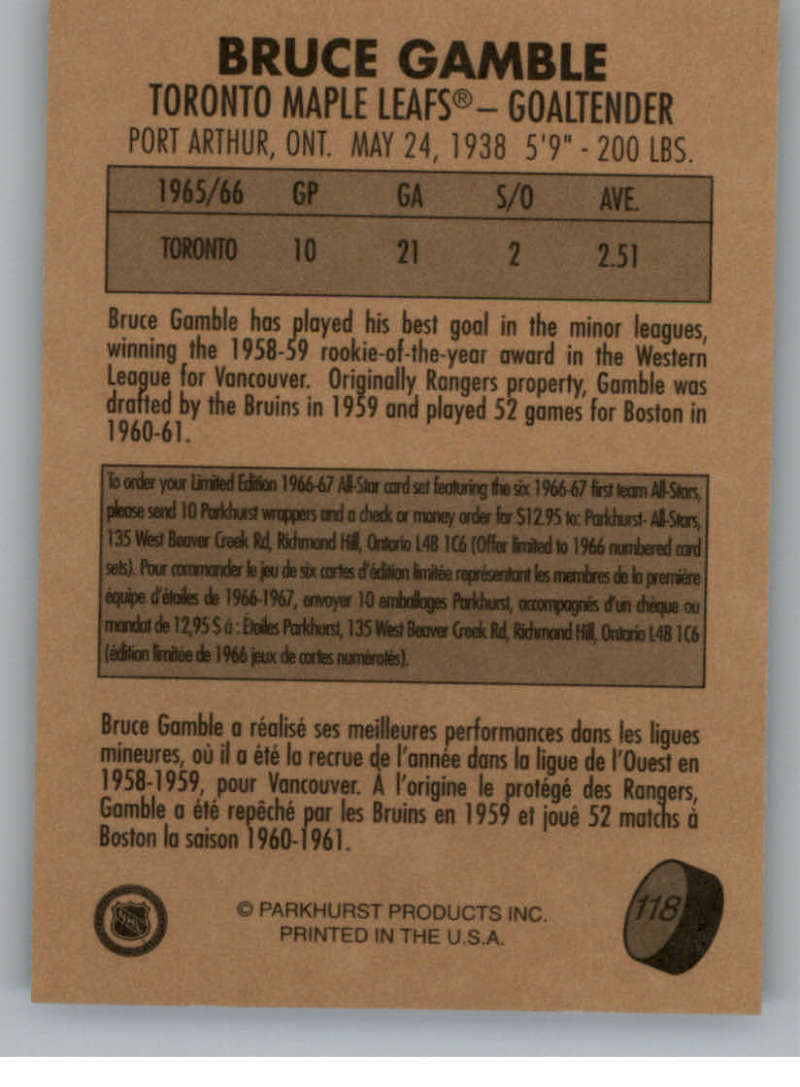 BRUCE GAMBLE
TORONTO MAPLE LEAFS® – GOALTENDER
PORT ARTHUR, ONT. MAY 24, 1938 5'9" - 200 LBS.
1965/66 GP GA S/O AVE.
TORONTO 10 21 2 2.51
Bruce Gamble has played his best goal in the minor leagues,
winning the 1958-59 rookie-of-the-year award in the Western
League for Vancouver. Originally Rangers property, Gamble was
drafted by the Bruins in 1959 and played 52 games for Boston in
1960-61.
To order your Limited Edition 1966-67 All-Star card set featuring the six 1966-67 first team All-Stars,
please send 10 Parkhurst wrappers and a check or money order for $12.95 to: Parkhurst- All-Stars,
135 West Beaver Creek Rd, Richmond Hill, Ontario L4B 1C6 (Offer limited to 1966 numbered card
sets). Pour commander le jeu de six cartes d'édition limitée représentant les membres de la première
équipe d'étoiles de 1966-1967, envoyer 10 emballages Parkhurst, accompagnés d'un chèque ou
mandat de 12,95 $ à : Étoiles Parkhurst, 135 West Beaver Creek Rd, Richmond Hill, Ontario L4B 1C6
(édition limitée de 1966 jeux de cartes numérotés).
Bruce Gamble a réalisé ses meilleures performances dans les ligues
mineures, où il a été la recrue de l'année dans la ligue de l'Ouest en
1958-1959, pour Vancouver. À l'origine le protégé des Rangers,
Gamble a été repêché par les Bruins en 1959 et joué 52 matchs à
Boston la saison 1960-1961.
NHL
© PARKHURST PRODUCTS INC.
PRINTED IN THE U.S.A.
118